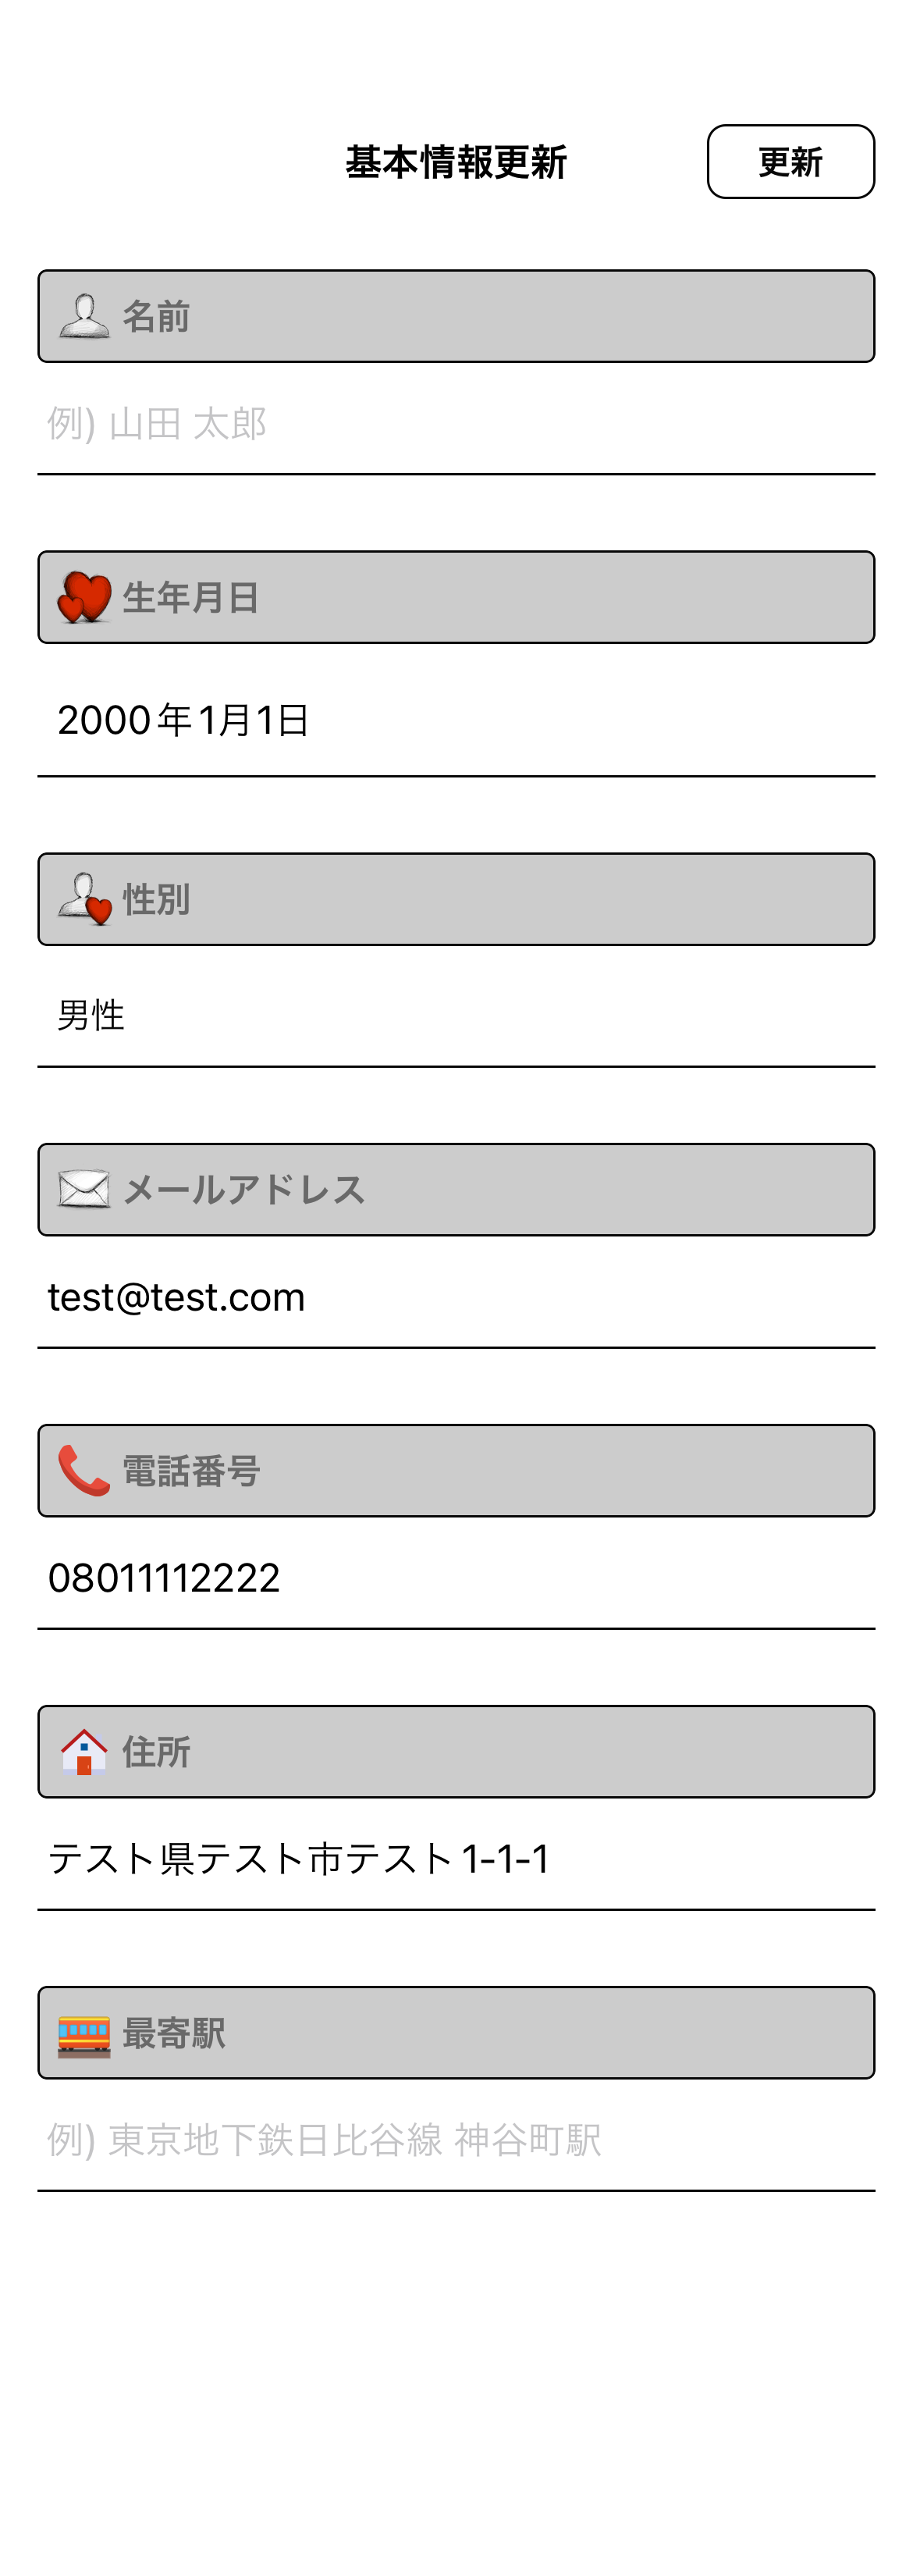 基本情報更新
更新
名前
例) 山田 太郎
生年月日
2000年1月1日
性別
男性
メールアドレス
test@test.com
電話番号
08011112222
住所
テスト県テスト市テスト1-1-1
最寄駅
例) 東京地下鉄日比谷線 神谷町駅